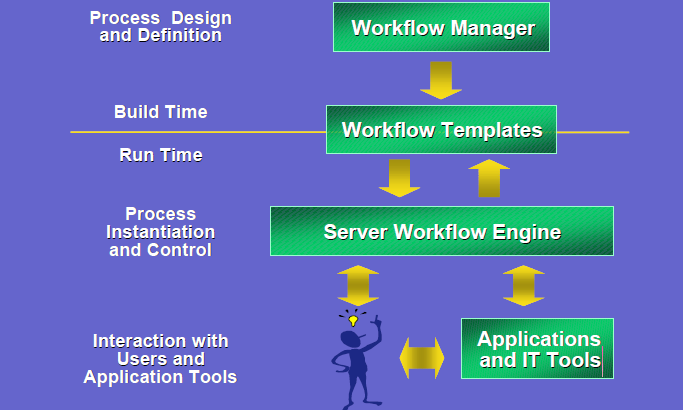 Process Design
and Definition
Workflow Manager
Build Time
Workflow Templates
Run Time
Process
Instantiation
and Control
Server Workflow Engine
Interaction with
Users and
Application Tools
Applications
and IT Tools